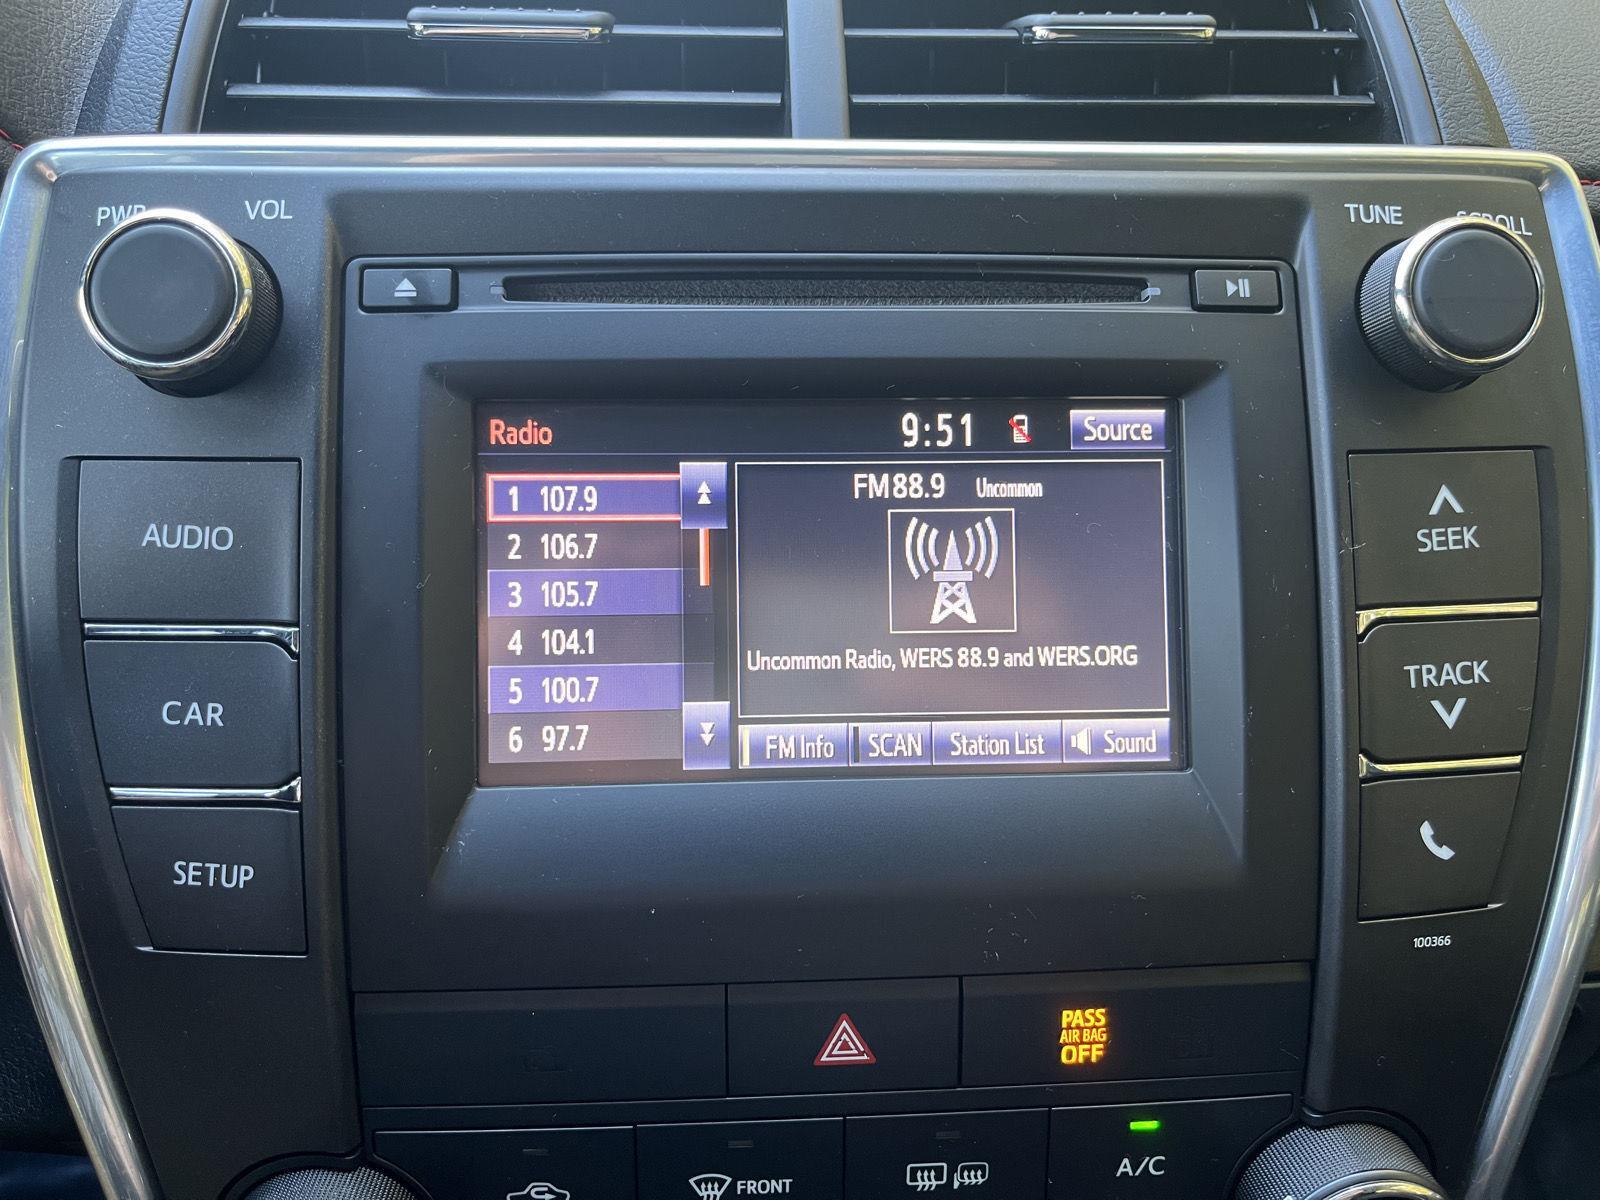 PWR VOL
TUNE SCROLL
Radio 9:51 Source
1 107.9
2 106.7
3 105.7
4 104.1
5 100.7
6 97.7
FM88.9 Uncommon
Uncommon Radio, WERS 88.9 and WERS.ORG
FM Info SCAN Station List Sound
AUDIO
CAR
SETUP
SEEK
TRACK
100366
PASS
AIR BAG
OFF
FRONT
A/C